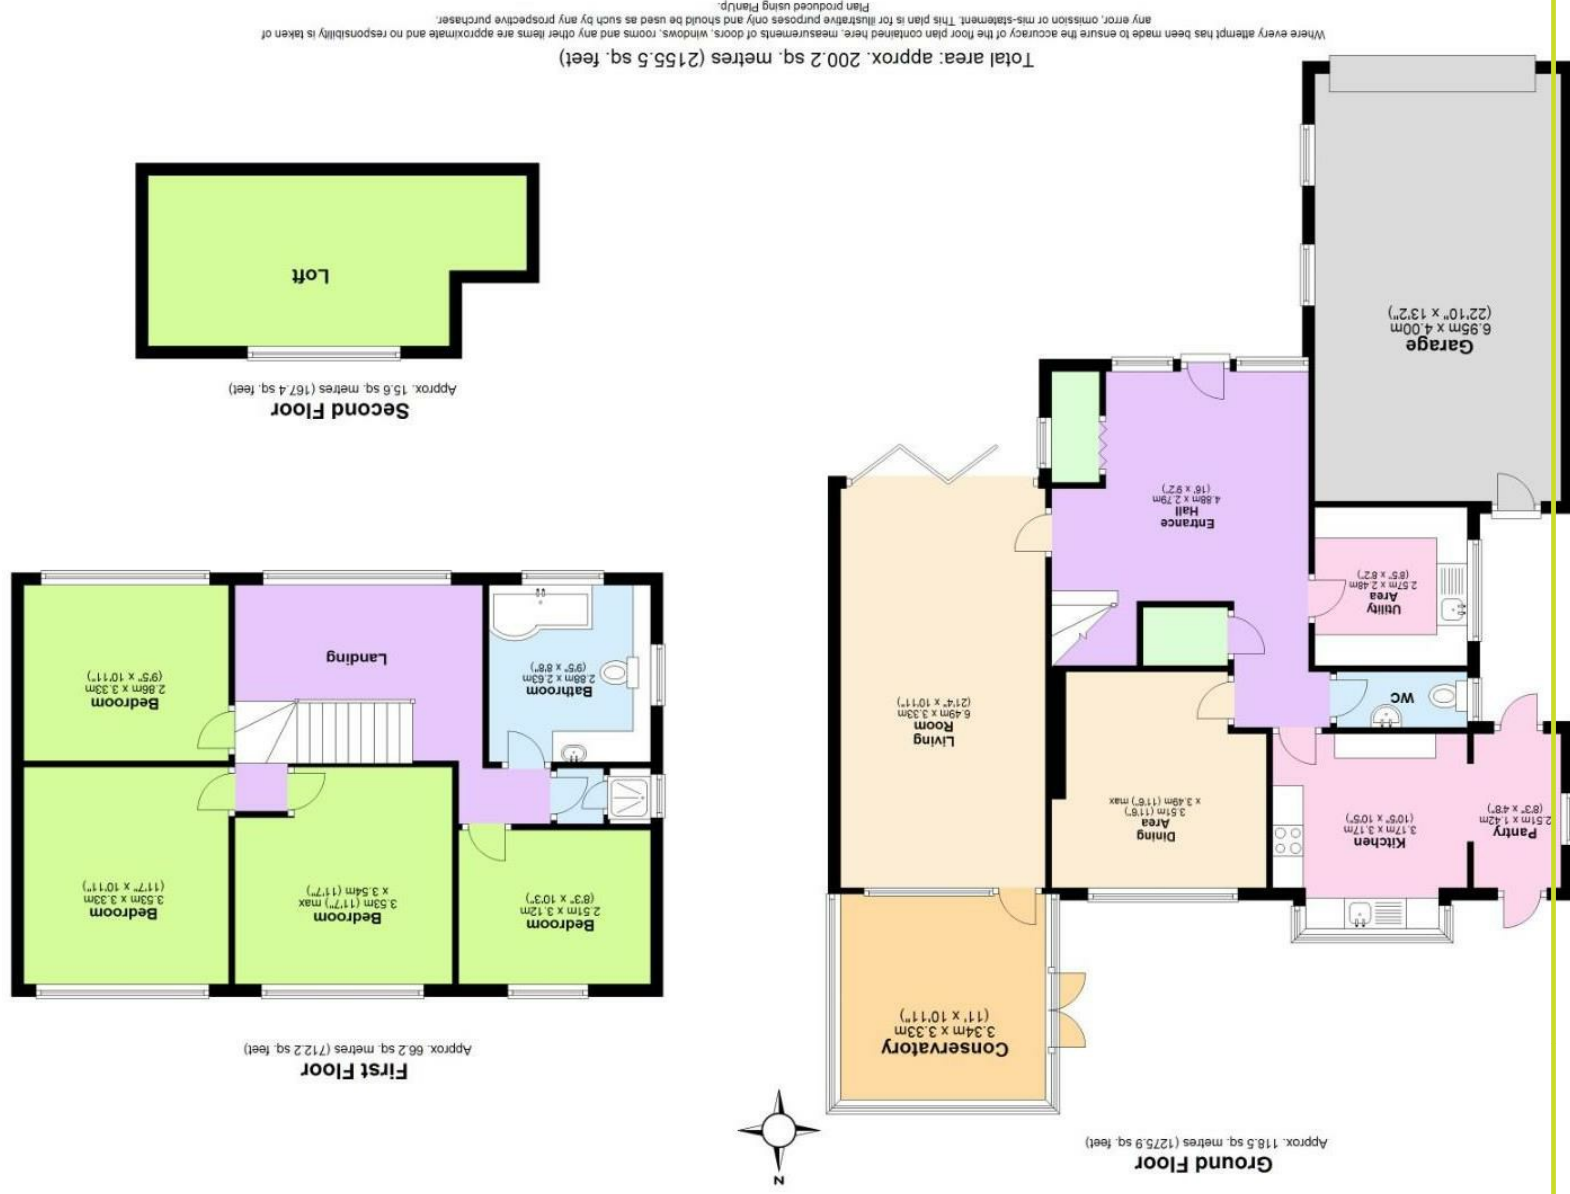 Ground Floor
Approx. 118.5 sq. metres (1275.9 sq. feet)
N
Conservatory
3.34m x 3.33m
(11' x 10'11")
Pantry
2.51m x 1.42m
(8'3" x 4'8")
Kitchen
3.17m x 3.17m
(10'5" x 10'5")
Dining
Area
3.51m (11'6")
x 3.49m (11'6") max
Living
Room
6.49m x 3.33m
(21'4" x 10'11")
WC
Utility
Area
2.57m x 2.48m
(8'5" x 8'2")
Entrance
Hall
4.88m x 2.79m
(16' x 9'2")
Garage
6.95m x 4.00m
(22'10" x 13'2")
First Floor
Approx. 66.2 sq. metres (712.2 sq. feet)
Bedroom
2.51m x 3.12m
(8'3" x 10'3")
Bedroom
3.53m (11'7") max
x 3.54m (11'7")
Bedroom
3.53m x 3.33m
(11'7" x 10'11")
Bathroom
2.88m x 2.63m
(9'5" x 8'8")
Landing
Bedroom
2.86m x 3.33m
(9'5" x 10'11")
Second Floor
Approx. 15.6 sq. metres (167.4 sq. feet)
Loft
Total area: approx. 200.2 sq. metres (2155.5 sq. feet)
Where every attempt has been made to ensure the accuracy of the floor plan contained here, measurements of doors, windows, rooms and any other items are approximate and no responsibility is taken of
any error, omission or mis-statement. This plan is for illustrative purposes only and should be used as such by any prospective purchaser.
Plan produced using PlanUp.